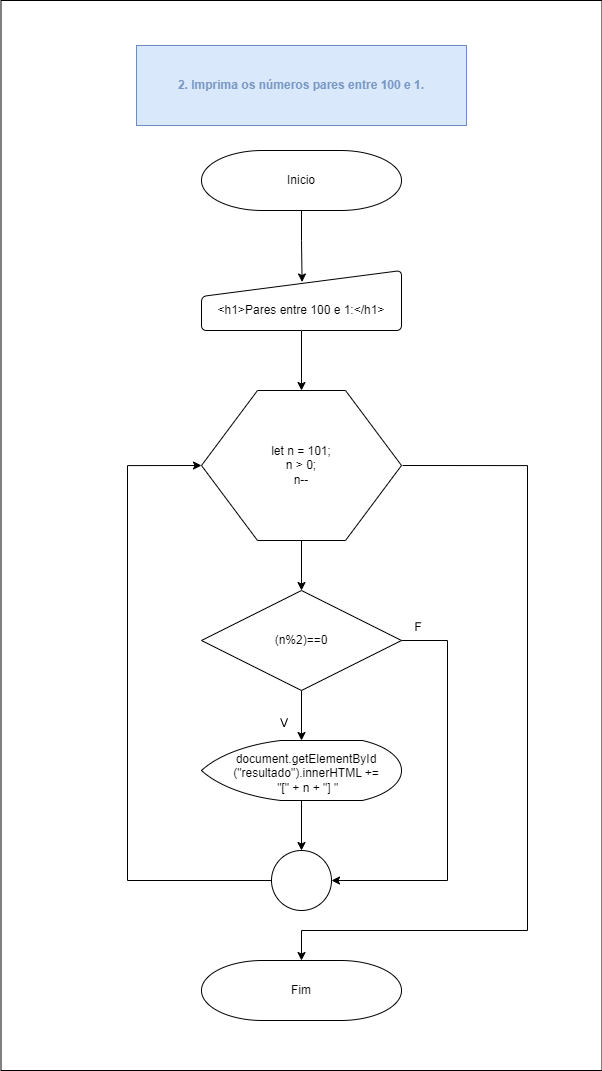 2. Imprima os números pares entre 100 e 1.
Inicio
<h1>Pares entre 100 e 1:</h1>
let n = 101;
n > 0;
n--
(n%2)==0
F
V
document.getElementById
("resultado").innerHTML +=
"[" + n + "] "
Fim